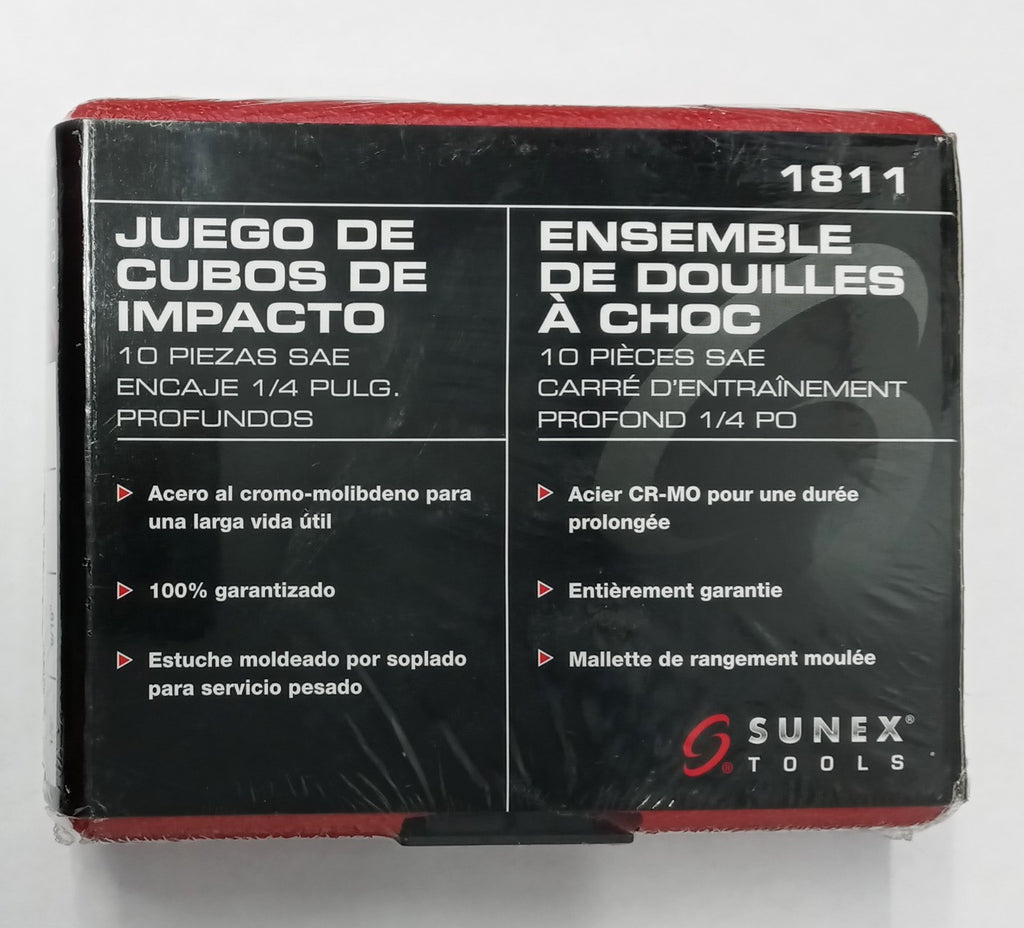 1811
JUEGO DE
CUBOS DE
IMPACTO
10 PIEZAS SAE
ENCAJE 1/4 PULG.
PROFUNDOS
Acero al cromo-molibdeno para
una larga vida útil
100% garantizado
Estuche moldeado por soplado
para servicio pesado
ENSEMBLE
DE DOUILLES
À CHOC
10 PIÈCES SAE
CARRÉ D'ENTRAÎNEMENT
PROFOND 1/4 PO
Acier CR-MO pour une durée
prolongée
Entièrement garantie
Mallette de rangement moulée
SUNEX®
TOOLS